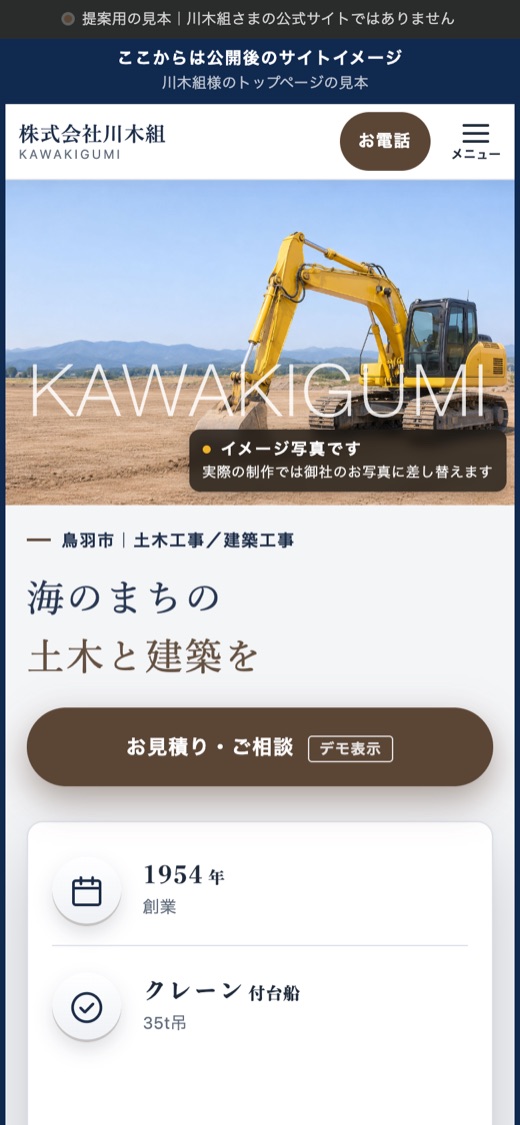 提案用の見本｜川木組さまの公式サイトではありません
ここからは公開後のサイトイメージ
川木組様のトップページの見本
株式会社川木組
KAWAKIGUMI
お電話
メニュー
KAWAKIGUMI
イメージ写真です
実際の制作では御社のお写真に差し替えます
鳥羽市｜土木工事／建築工事
海のまちの
土木と建築を
お見積り・ご相談 デモ表示
1954 年
創業
クレーン 付台船
35t吊